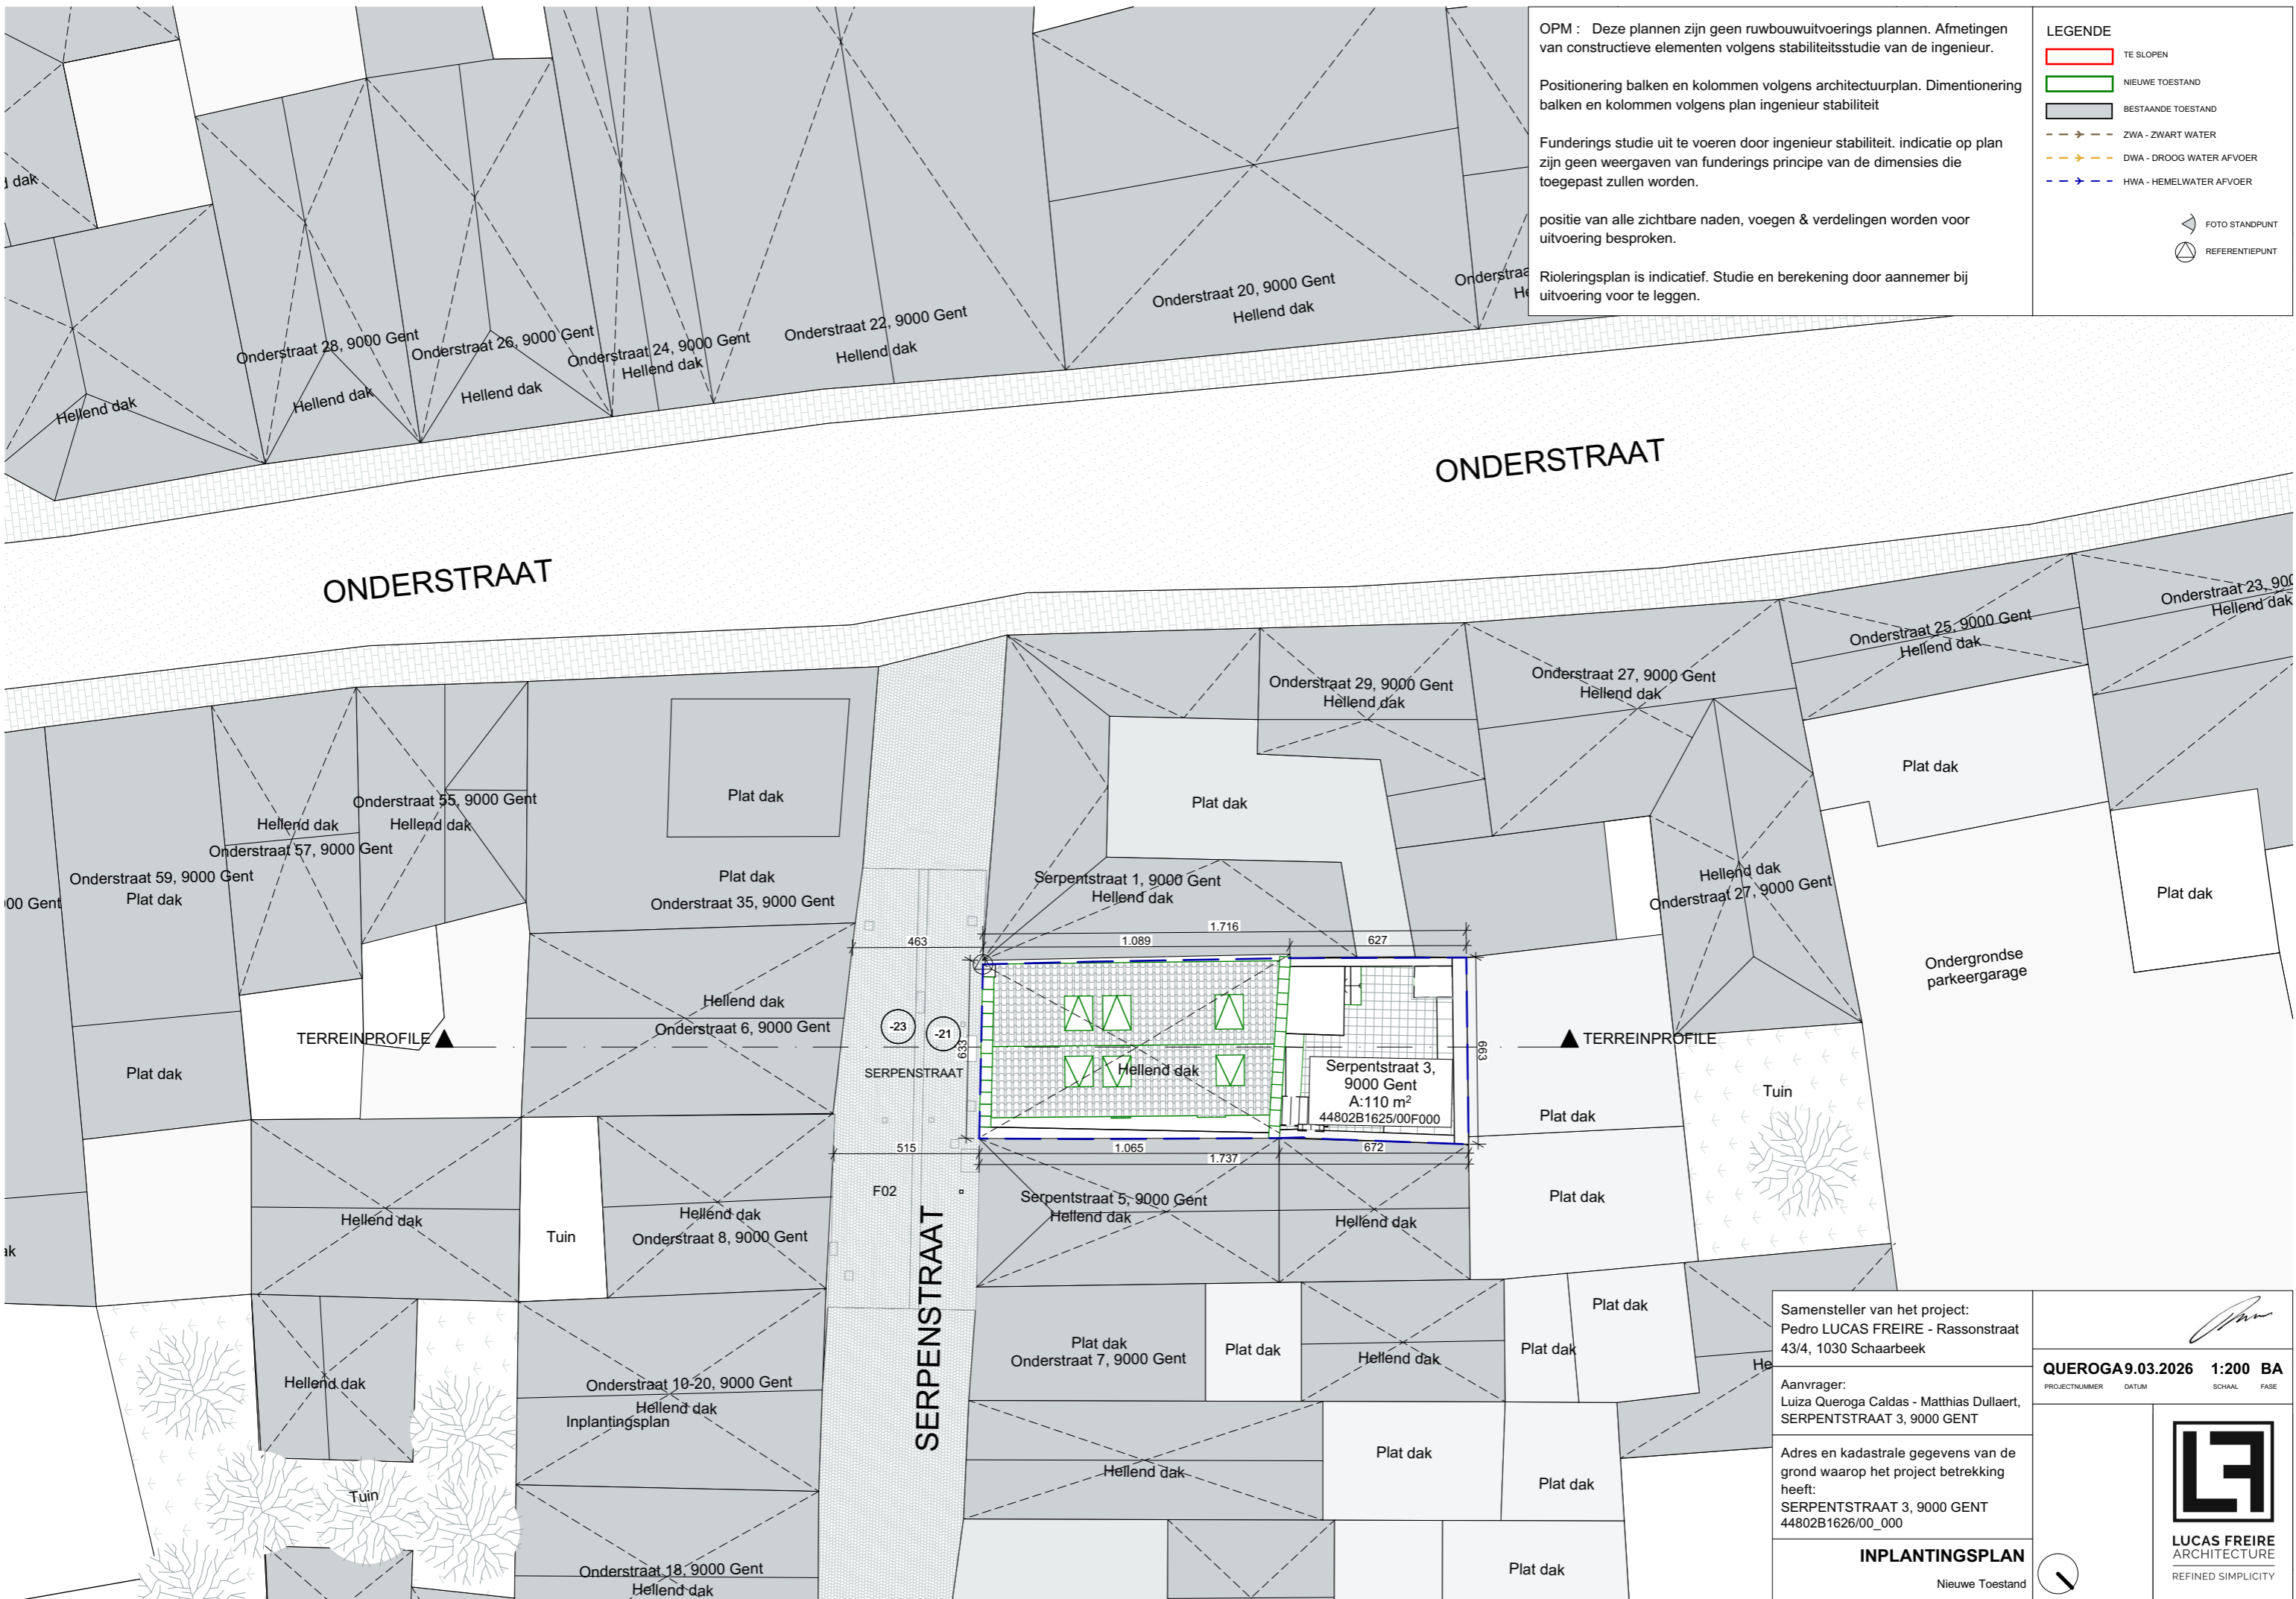 OPM : Deze plannen zijn geen ruwbouwuitvoerings plannen. Afmetingen
van constructieve elementen volgens stabiliteitsstudie van de ingenieur.
Positionering balken en kolommen volgens architectuurplan. Dimentionering
balken en kolommen volgens plan ingenieur stabiliteit
Funderings studie uit te voeren door ingenieur stabiliteit. indicatie op plan
zijn geen weergaven van funderings principe van de dimensies die
toegepast zullen worden.
positie van alle zichtbare naden, voegen & verdelingen worden voor
uitvoering besproken.
Rioleringsplan is indicatief. Studie en berekening door aannemer bij
uitvoering voor te leggen.
LEGENDE
TE SLOPEN
NIEUWE TOESTAND
BESTAANDE TOESTAND
ZWA - ZWART WATER
DWA - DROOG WATER AFVOER
HWA - HEMELWATER AFVOER
FOTO STANDPUNT
REFERENTIEPUNT
dak
Hellend dak
Onderstraat 28, 9000 Gent
Hellend dak
Onderstraat 26, 9000 Gent
Hellend dak
Onderstraat 24, 9000 Gent
Hellend dak
Onderstraat 22, 9000 Gent
Hellend dak
Onderstraat 20, 9000 Gent
Hellend dak
Onderstraa
He
ONDERSTRAAT
ONDERSTRAAT
Onderstraat 23, 900
Hellend dak
Onderstraat 25, 9000 Gent
Hellend dak
Onderstraat 27, 9000 Gent
Hellend dak
Onderstraat 29, 9000 Gent
Hellend dak
Plat dak
Plat dak
Plat dak
Onderstraat 55, 9000 Gent
Hellend dak
Hellend dak
Onderstraat 57, 9000 Gent
Onderstraat 59, 9000 Gent
Plat dak
00 Gent
Plat dak
Onderstraat 35, 9000 Gent
Serpentstraat 1, 9000 Gent
Hellend dak
Hellend dak
Onderstraat 27, 9000 Gent
Plat dak
Ondergrondse
parkeergarage
1.716
463
1.089
627
Hellend dak
Onderstraat 6, 9000 Gent
-23
-21
633
663
TERREINPROFILE
TERREINPROFILE
SERPENSTRAAT
Hellend dak
Serpentstraat 3,
9000 Gent
A:110 m²
44802B1625/00F000
Plat dak
Plat dak
Tuin
515
1.065
672
1.737
F02
Serpentstraat 5, 9000 Gent
Hellend dak
Hellend dak
Plat dak
Hellend dak
Tuin
Hellend dak
Onderstraat 8, 9000 Gent
ak
SERPENSTRAAT
Plat dak
Onderstraat 7, 9000 Gent
Plat dak
Hellend dak
Plat dak
Plat dak
He
Hellend dak
Onderstraat 10-20, 9000 Gent
Hellend dak
Inplantingsplan
Hellend dak
Plat dak
Plat dak
Tuin
Onderstraat 18, 9000 Gent
Hellend dak
Plat dak
Samensteller van het project:
Pedro LUCAS FREIRE - Rassonstraat
43/4, 1030 Schaarbeek
Aanvrager:
Luiza Queroga Caldas - Matthias Dullaert,
SERPENTSTRAAT 3, 9000 GENT
Adres en kadastrale gegevens van de
grond waarop het project betrekking
heeft:
SERPENTSTRAAT 3, 9000 GENT
44802B1626/00_000
INPLANTINGSPLAN
Nieuwe Toestand
QUEROGA 9.03.2026 1:200 BA
PROJECTNUMMER DATUM SCHAAL FASE
LF
LUCAS FREIRE
ARCHITECTURE
REFINED SIMPLICITY